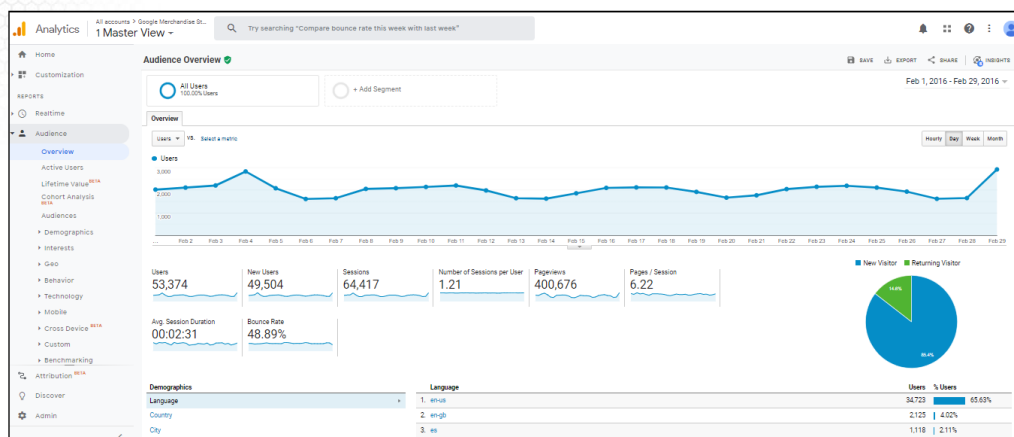 Analytics
All accounts > Google Merchandise St...
1 Master View
Try searching "Compare bounce rate this week with last week"
Home
Customization
REPORTS
Realtime
Audience
Overview
Active Users
Lifetime Value BETA
Cohort Analysis BETA
Audiences
Demographics
Interests
Geo
Behavior
Technology
Mobile
Cross Device BETA
Custom
Benchmarking
Attribution BETA
Discover
Admin
Audience Overview
SAVE EXPORT SHARE INSIGHTS
Feb 1, 2016 - Feb 29, 2016
All Users
100.00% Users
+ Add Segment
Overview
Users VS. Select a metric
Hourly Day Week Month
Users
3,000
2,000
1,000
... Feb 2 Feb 3 Feb 4 Feb 5 Feb 6 Feb 7 Feb 8 Feb 9 Feb 10 Feb 11 Feb 12 Feb 13 Feb 14 Feb 15 Feb 16 Feb 17 Feb 18 Feb 19 Feb 20 Feb 21 Feb 22 Feb 23 Feb 24 Feb 25 Feb 26 Feb 27 Feb 28 Feb 29
New Visitor Returning Visitor
Users
53,374
New Users
49,504
Sessions
64,417
Number of Sessions per User
1.21
Pageviews
400,676
Pages / Session
6.22
Avg. Session Duration
00:02:31
Bounce Rate
48.89%
Demographics
Language
Country
City
Language Users % Users
1. en-us 34,723 65.63%
2. en-gb 2,125 4.02%
3. es 1,118 2.11%